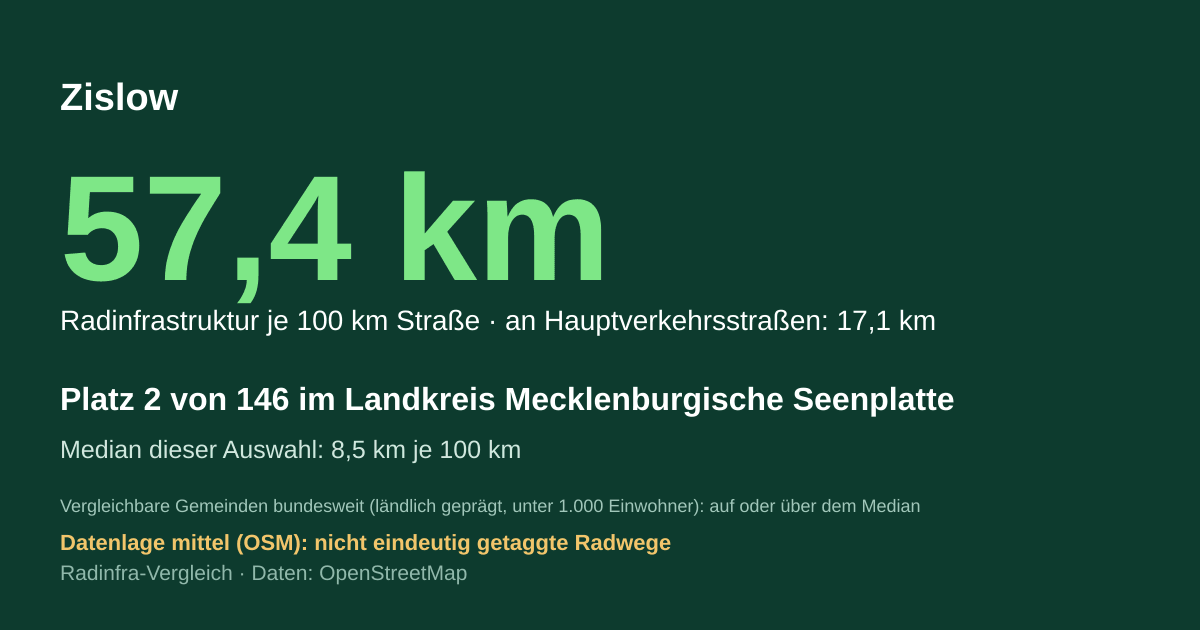 Zislow
57,4 km
Radinfrastruktur je 100 km Straße · an Hauptverkehrsstraßen: 17,1 km
Platz 2 von 146 im Landkreis Mecklenburgische Seenplatte
Median dieser Auswahl: 8,5 km je 100 km
Vergleichbare Gemeinden bundesweit (ländlich geprägt, unter 1.000 Einwohner): auf oder über dem Median
Datenlage mittel (OSM): nicht eindeutig getaggte Radwege
Radinfra-Vergleich · Daten: OpenStreetMap